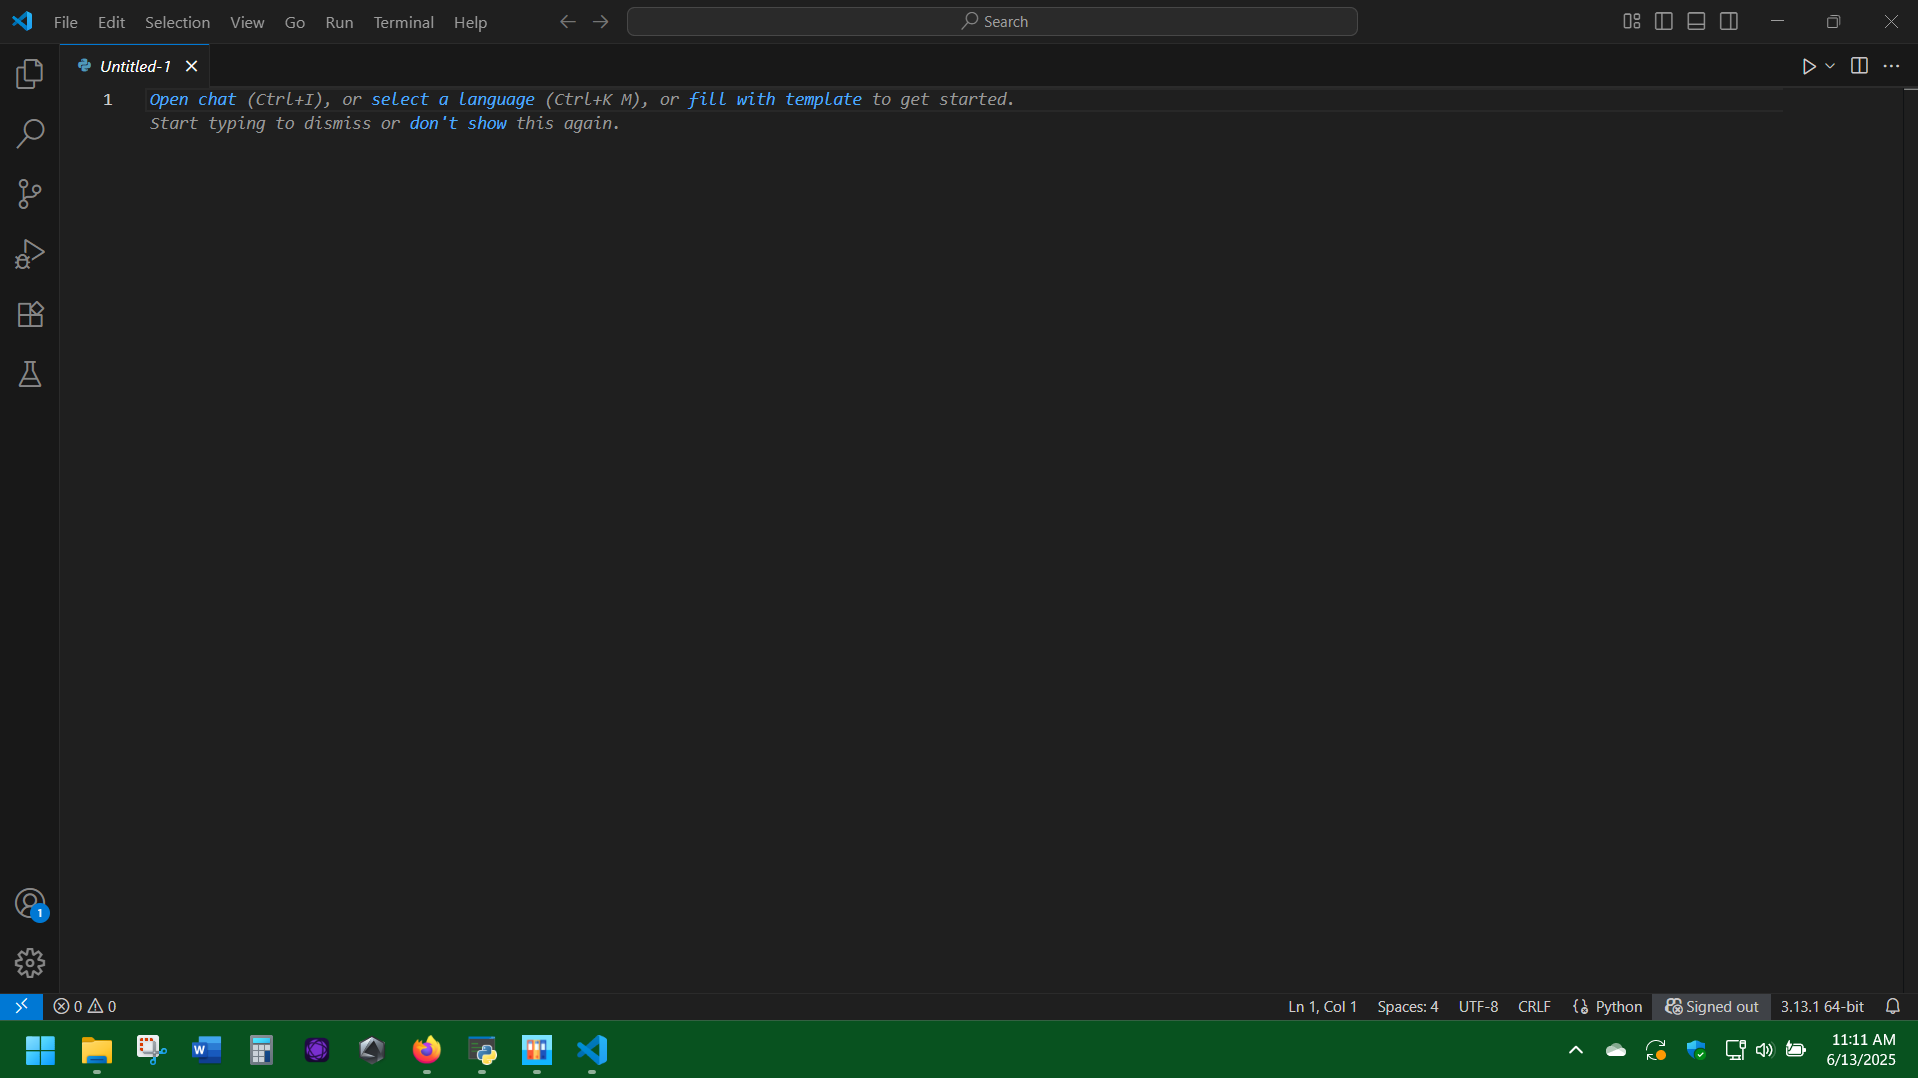 File Edit Selection View Go Run Terminal Help
Search
Untitled-1
1
Open chat (Ctrl+I), or select a language (Ctrl+K M), or fill with template to get started.
Start typing to dismiss or don't show this again.
1
0 0
Ln 1, Col 1
Spaces: 4
UTF-8
CRLF
Python
Signed out
3.13.1 64-bit
W
11:11 AM
6/13/2025